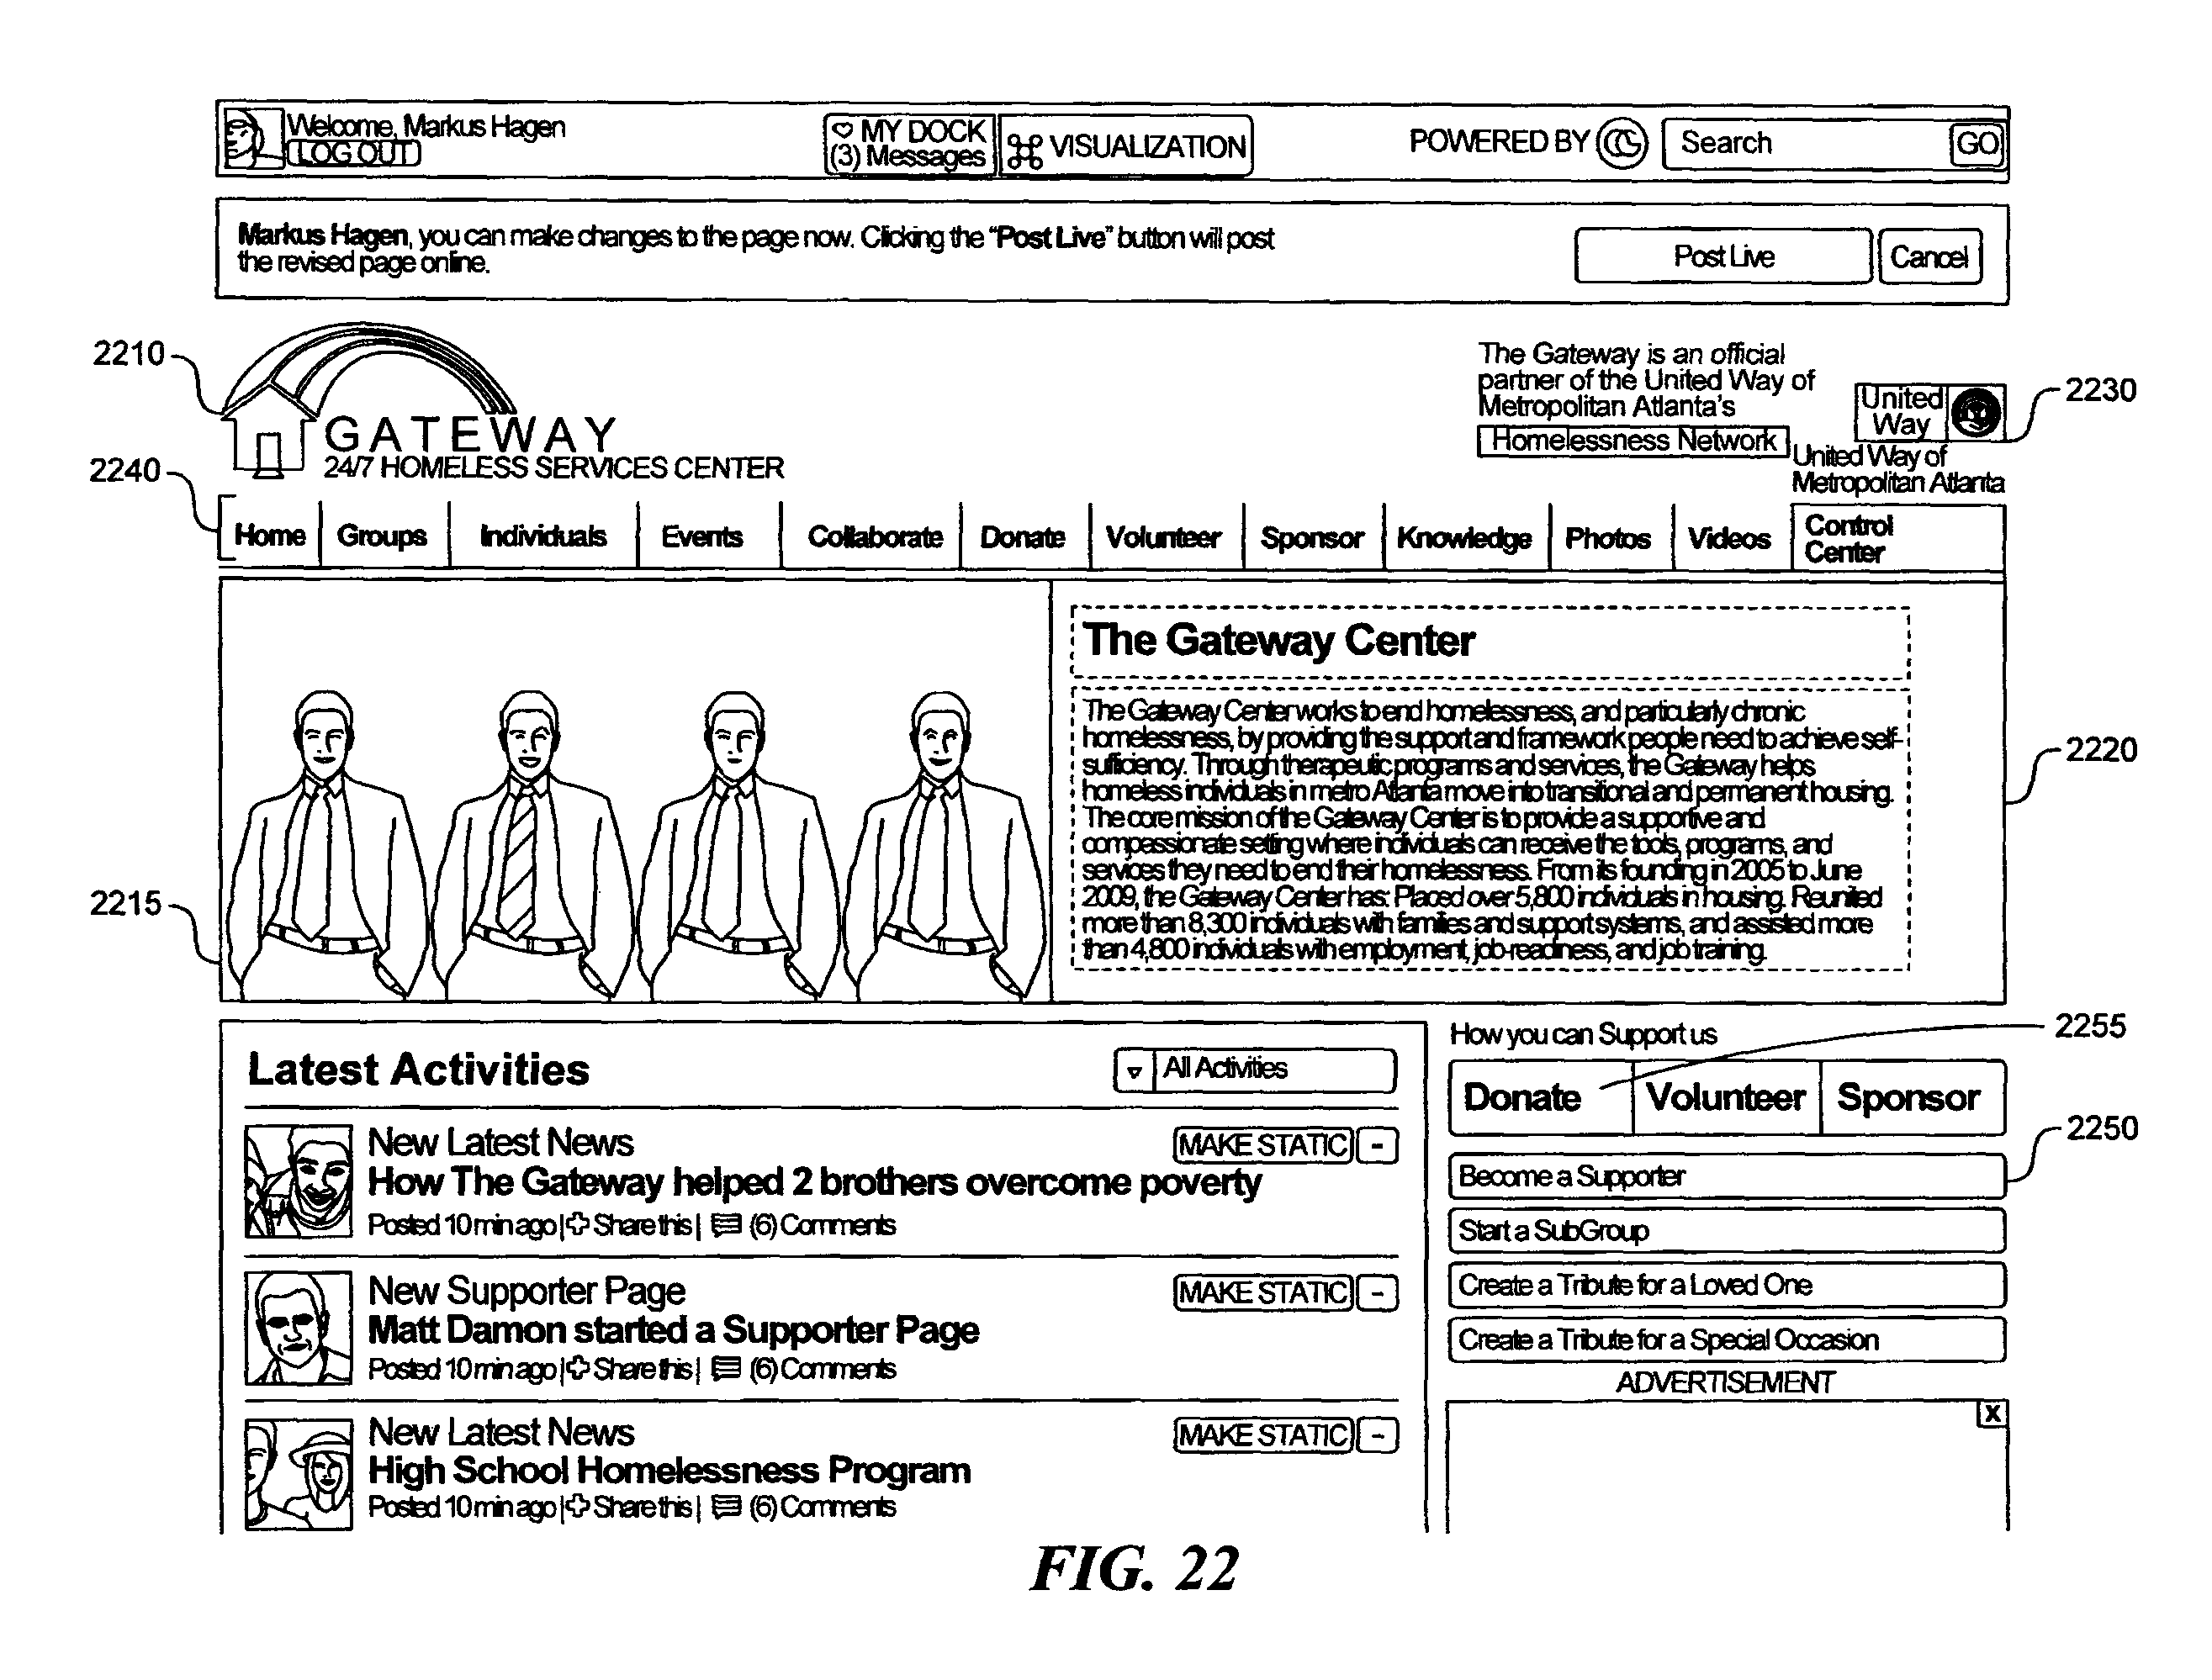 Welcome, Markus Hagen
LOG OUT
MY DOCK
(3) Messages
VISUALIZATION
POWERED BY
Search
GO
Markus Hagen, you can make changes to the page now. Clicking the "Post Live" button will post
the revised page online.
Post Live
Cancel
2210
GATEWAY
24/7 HOMELESS SERVICES CENTER
The Gateway is an official
partner of the United Way of
Metropolitan Atlanta's
Homelessness Network
United
Way
United Way of
Metropolitan Atlanta
2230
2240
Home
Groups
Individuals
Events
Collaborate
Donate
Volunteer
Sponsor
Knowledge
Photos
Videos
Control
Center
The Gateway Center
The Gateway Center works to end homelessness, and particularly chronic
homelessness, by providing the support and framework people need to achieve self-
sufficiency. Through therapeutic programs and services, the Gateway helps
homeless individuals in metro Atlanta move into transitional and permanent housing.
The core mission of the Gateway Center is to provide a supportive and
compassionate setting where individuals can receive the tools, programs, and
services they need to end their homelessness. From its founding in 2005 to June
2009, the Gateway Center has: Placed over 5,800 individuals in housing. Reunited
more than 8,300 individuals with families and support systems, and assisted more
than 4,800 individuals with employment, job-readiness, and job training.
2220
2215
Latest Activities
All Activities
New Latest News
MAKE STATIC -
How The Gateway helped 2 brothers overcome poverty
Posted 10 min ago | Share this | (6) Comments
New Supporter Page
MAKE STATIC -
Matt Damon started a Supporter Page
Posted 10 min ago | Share this | (6) Comments
New Latest News
MAKE STATIC -
High School Homelessness Program
Posted 10 min ago | Share this | (6) Comments
How you can Support us
2255
Donate
Volunteer
Sponsor
2250
Become a Supporter
Start a SubGroup
Create a Tribute for a Loved One
Create a Tribute for a Special Occasion
ADVERTISEMENT
X
FIG. 22